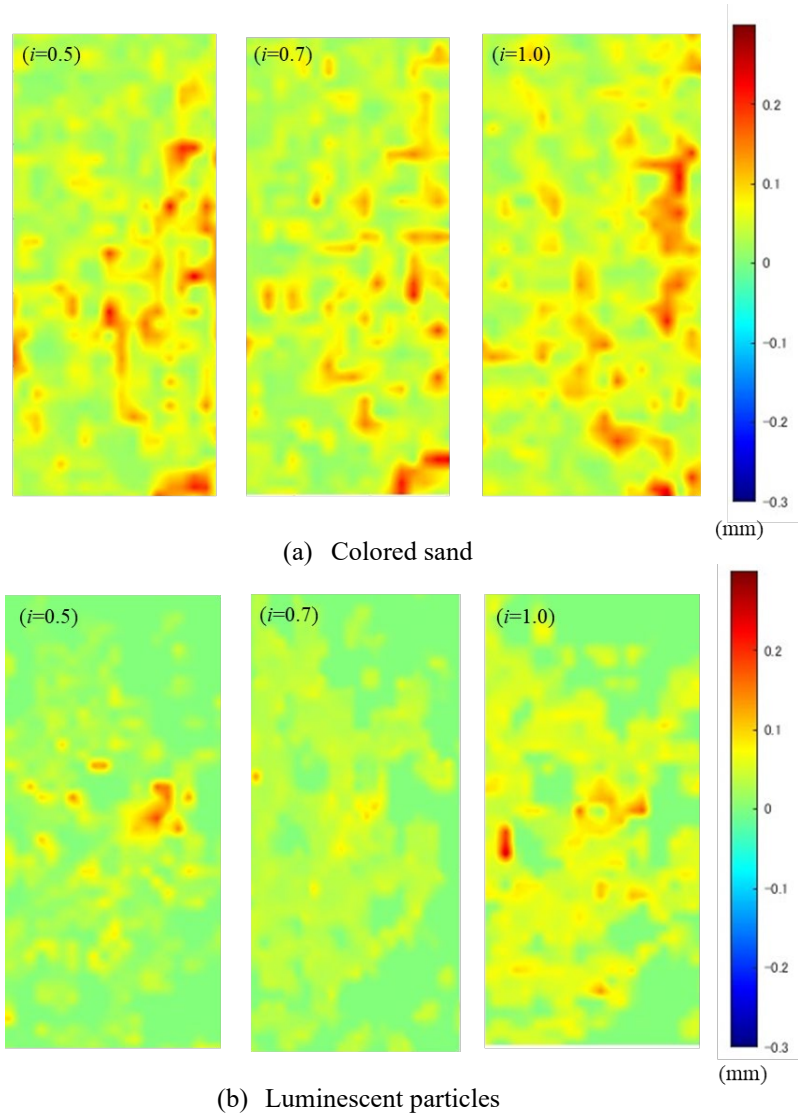 (i=0.5) (i=0.7) (i=1.0)
0.2
0.1
0
−0.1
−0.2
−0.3
(mm)
(a) Colored sand
(i=0.5) (i=0.7) (i=1.0)
0.2
0.1
0
−0.1
−0.2
−0.3
(mm)
(b) Luminescent particles